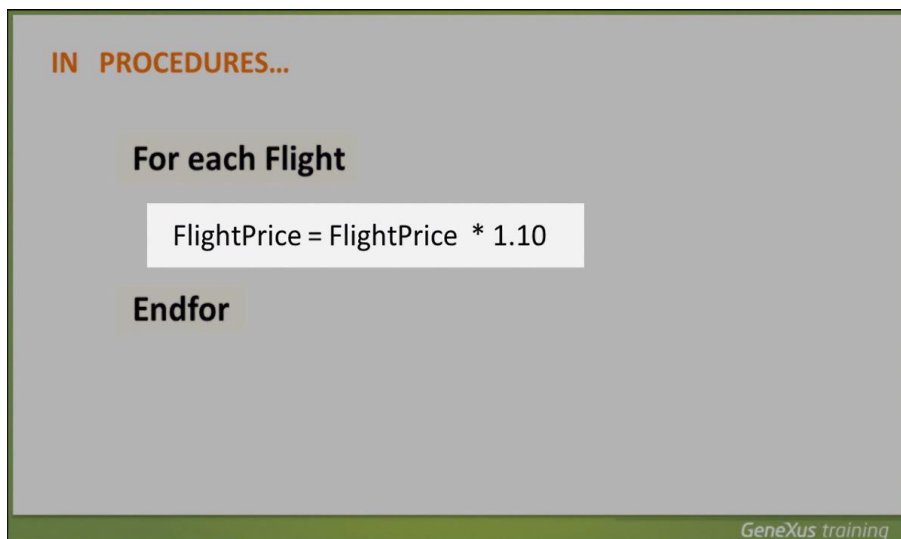 IN PROCEDURES...
For each Flight
FlightPrice = FlightPrice * 1.10
Endfor
GeneXus training